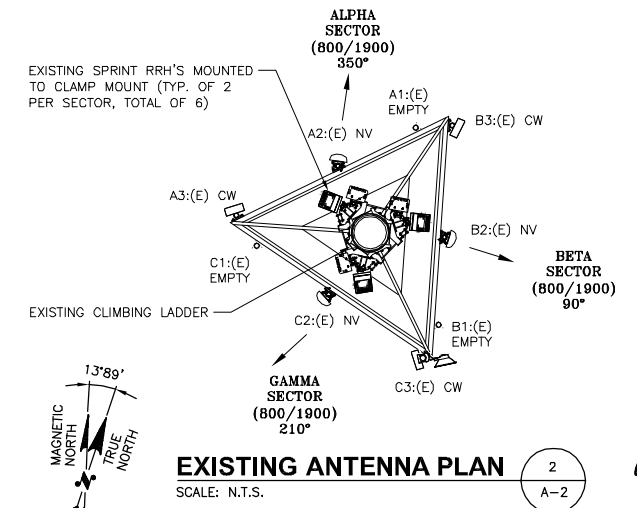 ALPHA
SECTOR
(800/1900)
350°
EXISTING SPRINT RRH'S MOUNTED
TO CLAMP MOUNT (TYP. OF 2
PER SECTOR, TOTAL OF 6)
A1:(E)
EMPTY
B3:(E) CW
A2:(E) NV
A3:(E) CW
B2:(E) NV
C1:(E)
EMPTY
BETA
SECTOR
(800/1900)
90°
EXISTING CLIMBING LADDER
C2:(E) NV
B1:(E)
EMPTY
C3:(E) CW
GAMMA
SECTOR
(800/1900)
210°
13°89'
MAGNETIC
NORTH
TRUE
NORTH
N
EXISTING ANTENNA PLAN
SCALE: N.T.S.
2
A-2